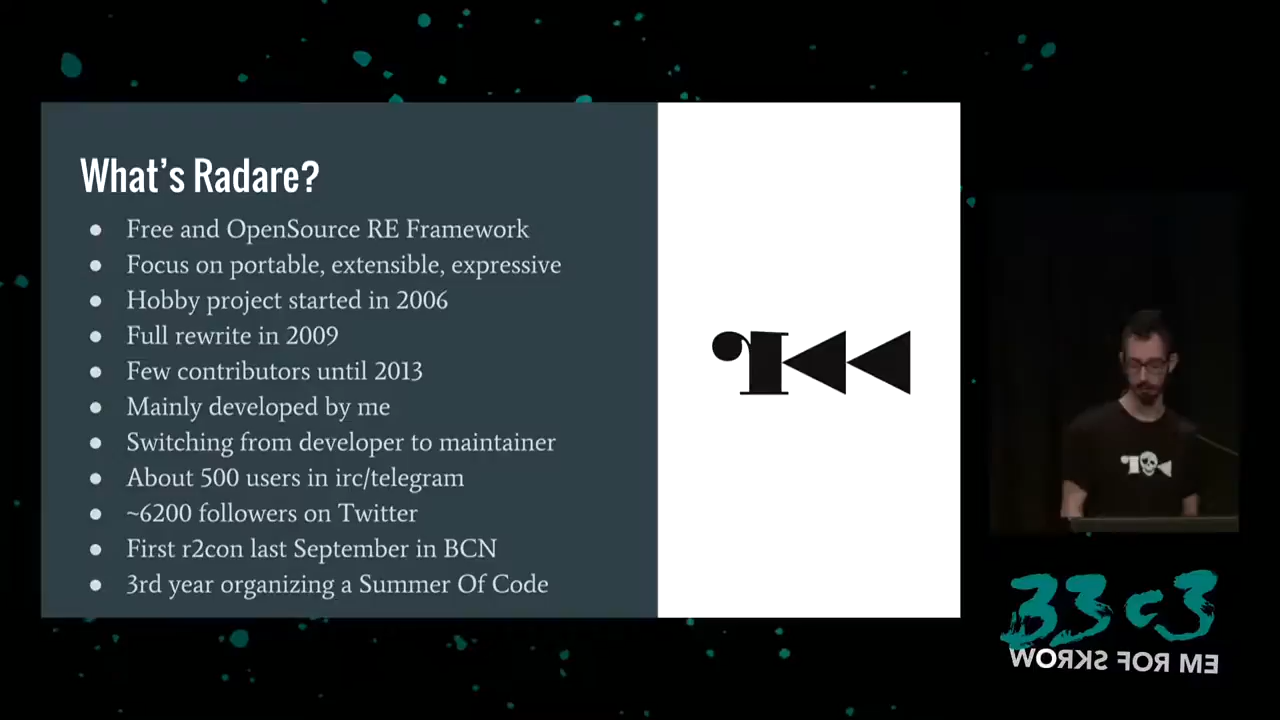 What's Radare?
● Free and OpenSource RE Framework
● Focus on portable, extensible, expressive
● Hobby project started in 2006
● Full rewrite in 2009
● Few contributors until 2013
● Mainly developed by me
● Switching from developer to maintainer
● About 500 users in irc/telegram
● ~6200 followers on Twitter
● First r2con last September in BCN
● 3rd year organizing a Summer Of Code
33c3
WORKS FOR ME